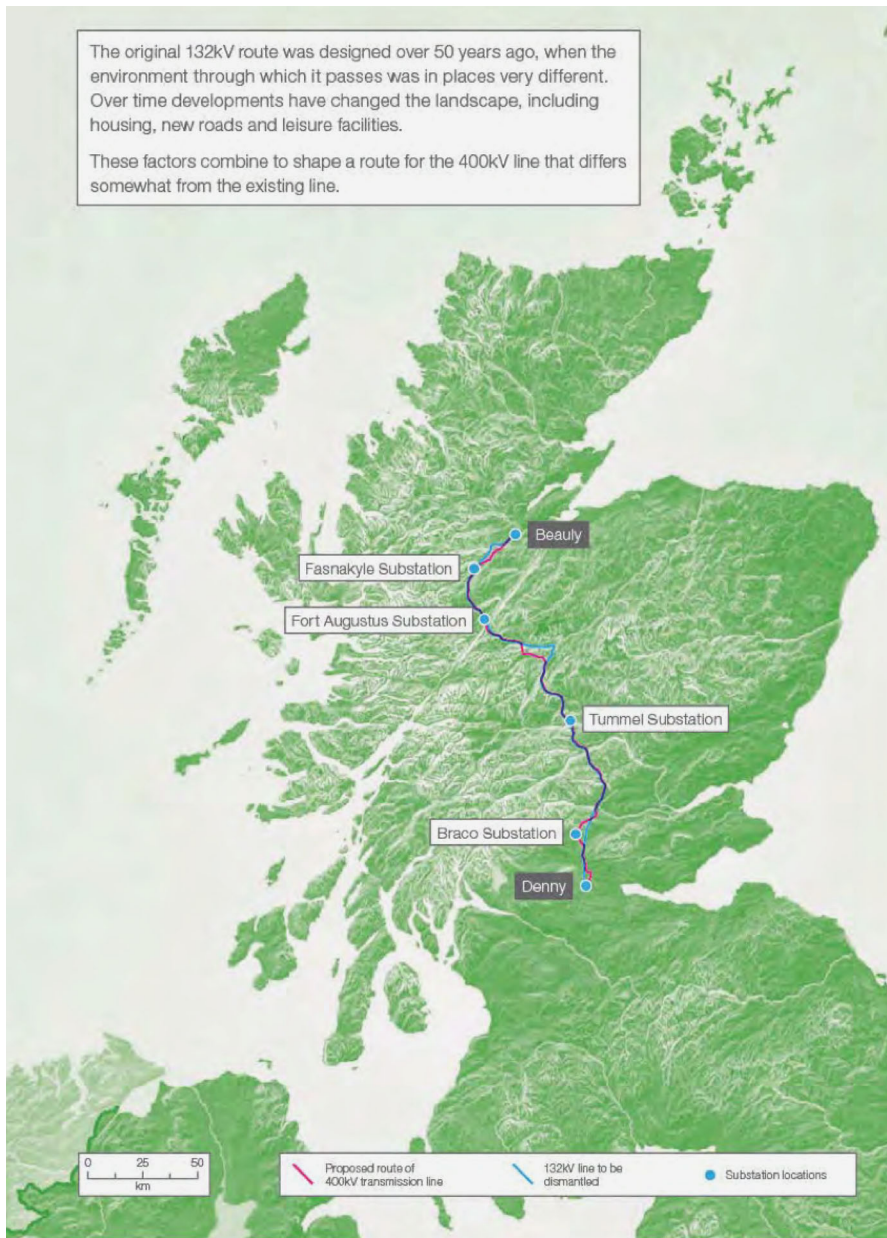 The original 132kV route was designed over 50 years ago, when the
environment through which it passes was in places very different.
Over time developments have changed the landscape, including
housing, new roads and leisure facilities.
These factors combine to shape a route for the 400kV line that differs
somewhat from the existing line.
Beauly
Fasnakyle Substation
Fort Augustus Substation
Tummel Substation
Braco Substation
Denny
0 25 50
km
Proposed route of
400kV transmission line
132kV line to be
dismantled
Substation locations